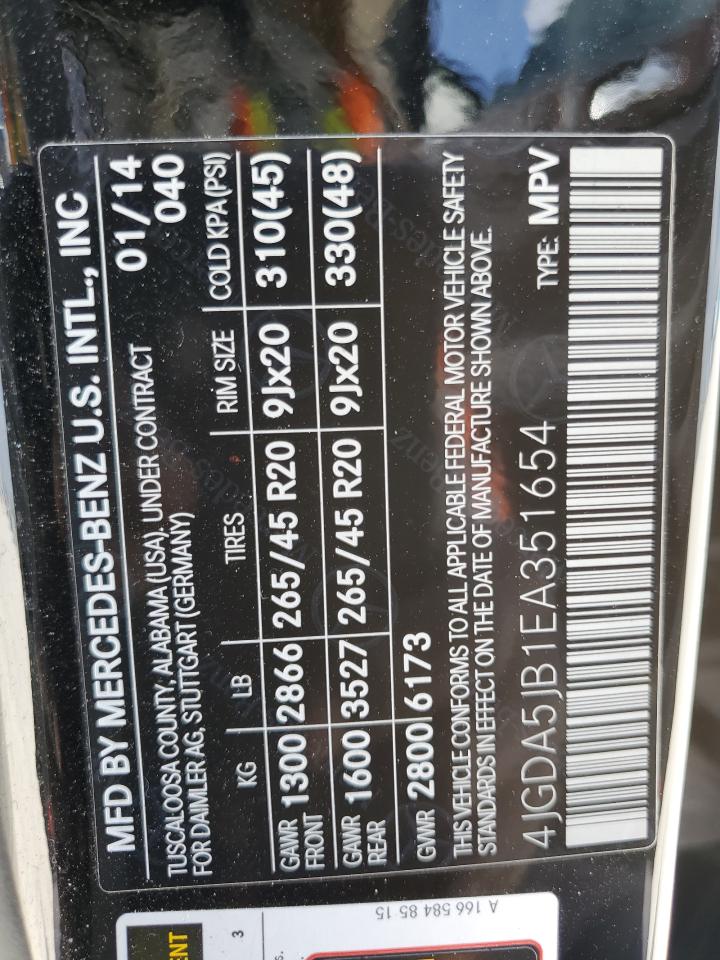 MFD BY MERCEDES-BENZ U.S. INTL., INC
01/14
TUSCALOOSA COUNTY, ALABAMA (USA), UNDER CONTRACT
040
FOR DAIMLER AG, STUTTGART (GERMANY)
KG LB TIRES RIM SIZE COLD KPA(PSI)
GAWR FRONT 1300 2866 265/45 R20 9Jx20 310(45)
GAWR REAR 1600 3527 265/45 R20 9Jx20 330(48)
GVWR 2800 6173
THIS VEHICLE CONFORMS TO ALL APPLICABLE FEDERAL MOTOR VEHICLE SAFETY
STANDARDS IN EFFECT ON THE DATE OF MANUFACTURE SHOWN ABOVE.
4JGDA5JB1EA351654 TYPE: MPV
A 166 584 85 15
3